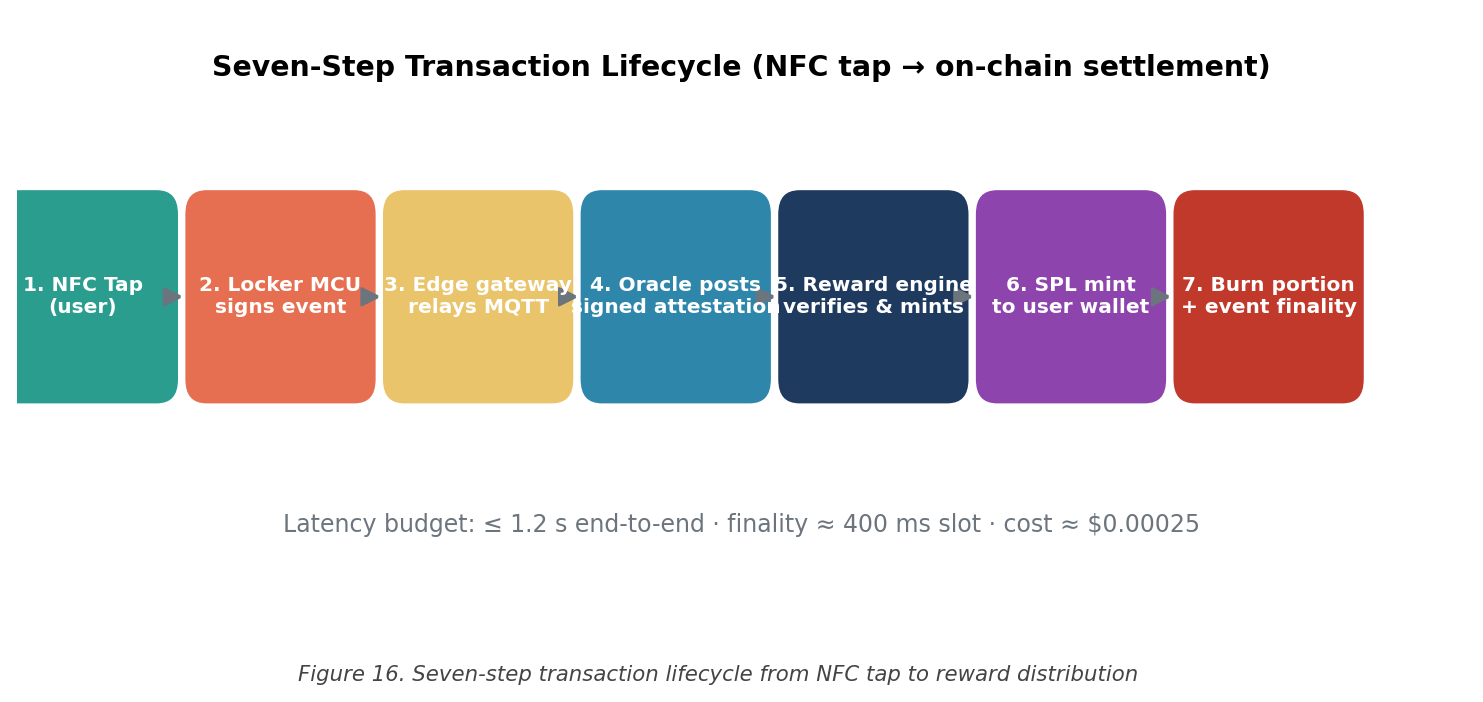 Seven-Step Transaction Lifecycle (NFC tap → on-chain settlement)
1. NFC Tap
(user)
2. Locker MCU
signs event
3. Edge gateway
relays MQTT
4. Oracle posts
signed attestation
5. Reward engine
verifies & mints
6. SPL mint
to user wallet
7. Burn portion
+ event finality
Latency budget: ≤ 1.2 s end-to-end · finality ≈ 400 ms slot · cost ≈ $0.00025
Figure 16. Seven-step transaction lifecycle from NFC tap to reward distribution